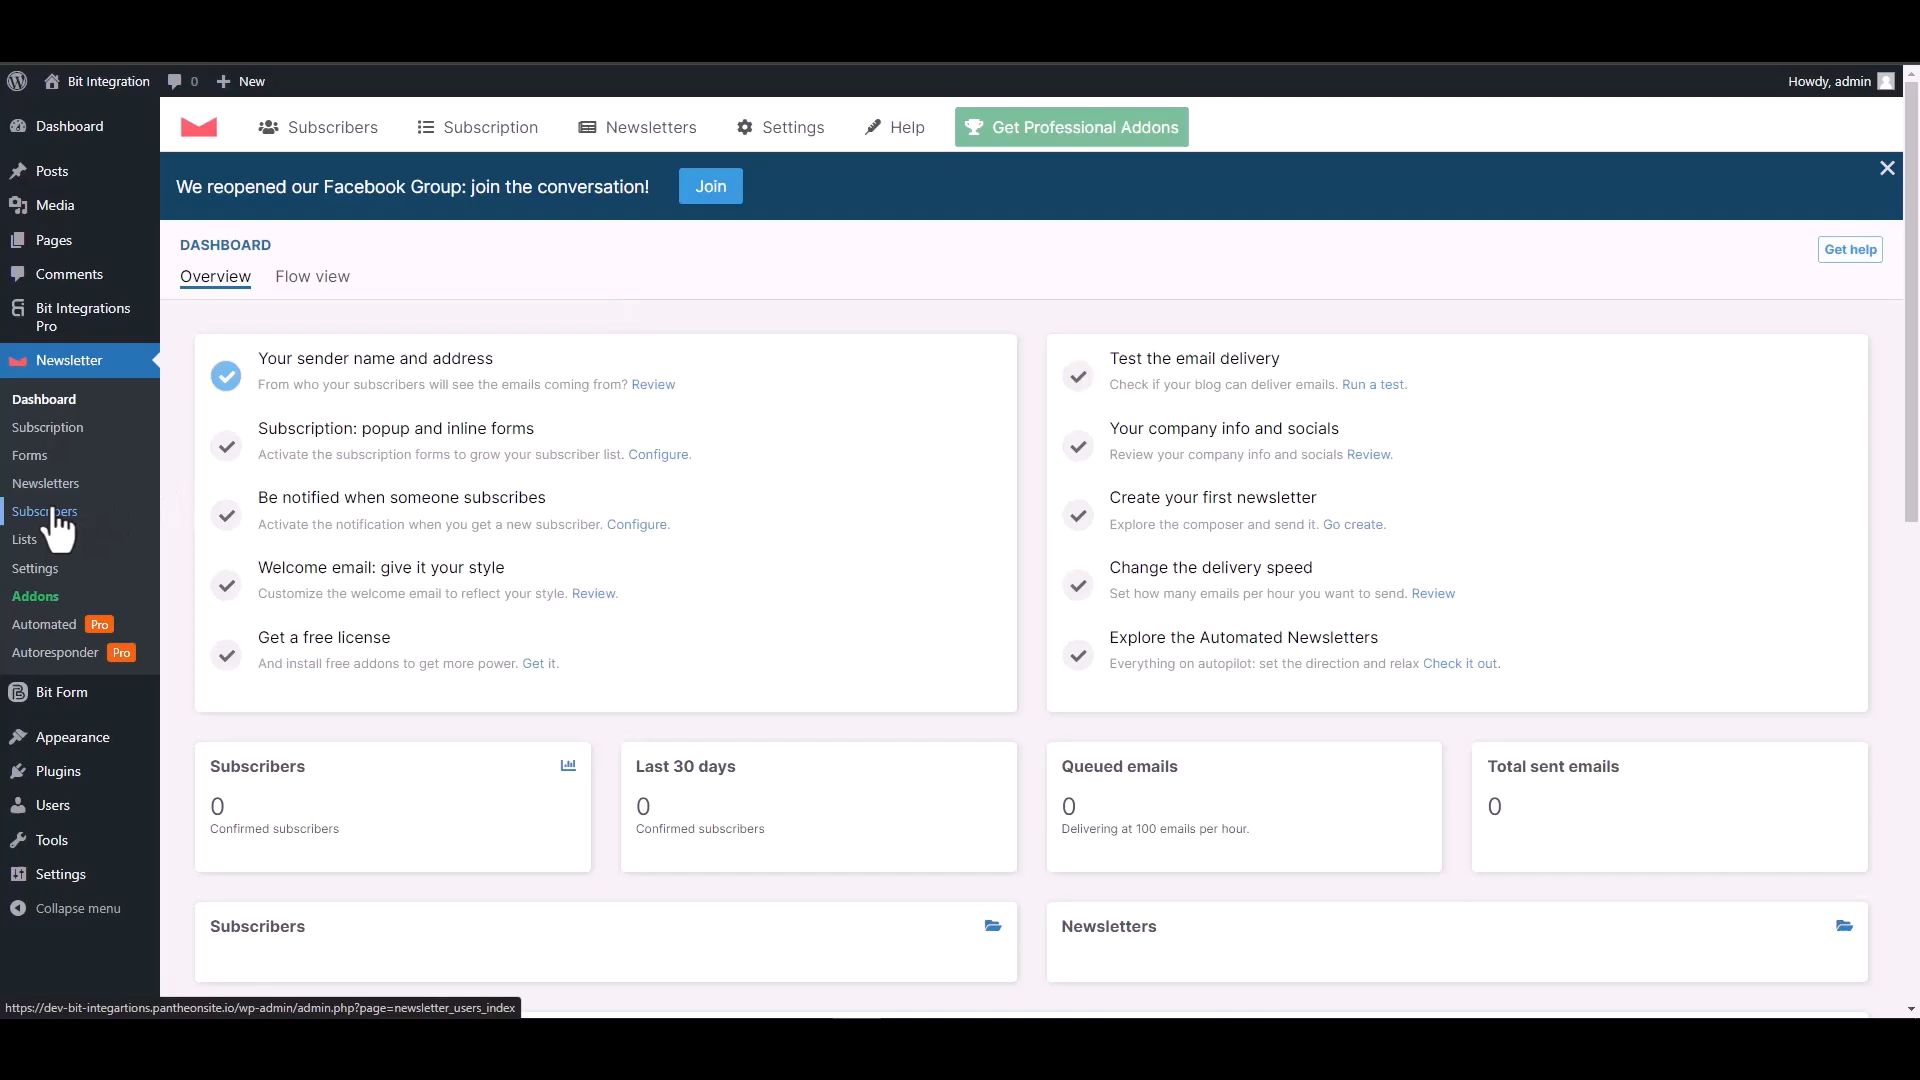 Bit Integration
0
New
Howdy, admin
Dashboard
Posts
Media
Pages
Comments
Bit Integrations
Pro
Newsletter
Dashboard
Subscription
Forms
Newsletters
Subscribers
Lists
Settings
Addons
Automated Pro
Autoresponder Pro
Bit Form
Appearance
Plugins
Users
Tools
Settings
Collapse menu
Subscribers
Subscription
Newsletters
Settings
Help
Get Professional Addons
We reopened our Facebook Group: join the conversation!
Join
DASHBOARD
Get help
Overview
Flow view
Your sender name and address
From who your subscribers will see the emails coming from? Review
Subscription: popup and inline forms
Activate the subscription forms to grow your subscriber list. Configure.
Be notified when someone subscribes
Activate the notification when you get a new subscriber. Configure.
Welcome email: give it your style
Customize the welcome email to reflect your style. Review.
Get a free license
And install free addons to get more power. Get it.
Test the email delivery
Check if your blog can deliver emails. Run a test.
Your company info and socials
Review your company info and socials Review.
Create your first newsletter
Explore the composer and send it. Go create.
Change the delivery speed
Set how many emails per hour you want to send. Review
Explore the Automated Newsletters
Everything on autopilot: set the direction and relax Check it out.
Subscribers
0
Confirmed subscribers
Last 30 days
0
Confirmed subscribers
Queued emails
0
Delivering at 100 emails per hour.
Total sent emails
0
Subscribers
Newsletters
https://dev-bit-integartions.pantheonsite.io/wp-admin/admin.php?page=newsletter_users_index